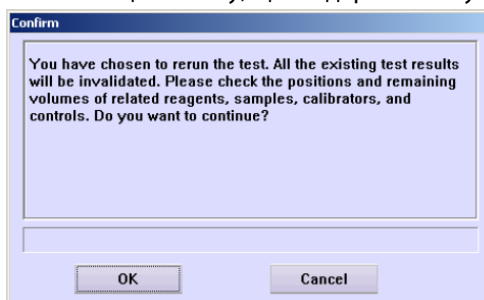 Confirm
You have chosen to rerun the test. All the existing test results
will be invalidated. Please check the positions and remaining
volumes of related reagents, samples, calibrators, and
controls. Do you want to continue?
OK
Cancel